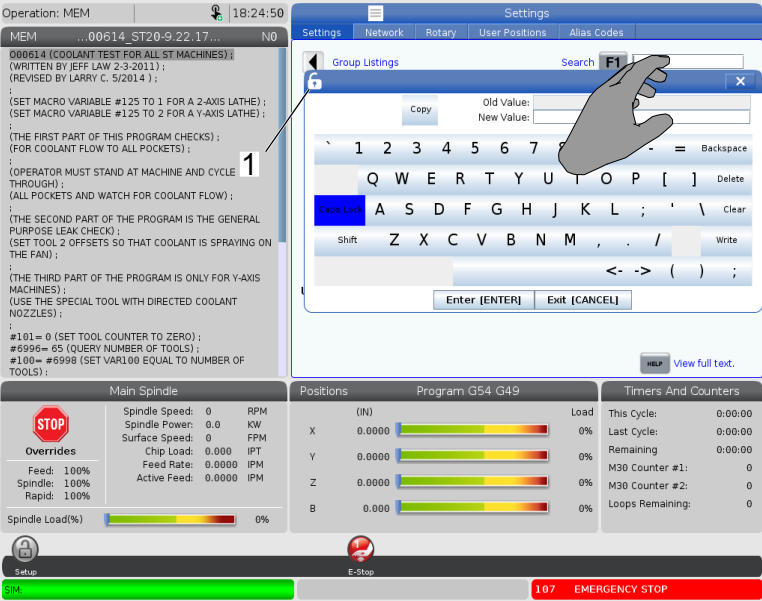 Operation: MEM
18:24:50
MEM ...00614_ST20-9.22.17... N0
O00614 (COOLANT TEST FOR ALL ST MACHINES) ;
(WRITTEN BY JEFF LAW 2-3-2011) ;
(REVISED BY LARRY C. 5/2014 ) ;
;
(SET MACRO VARIABLE #125 TO 1 FOR A 2-AXIS LATHE) ;
(SET MACRO VARIABLE #125 TO 2 FOR A Y-AXIS LATHE) ;
;
(THE FIRST PART OF THIS PROGRAM CHECKS) ;
(FOR COOLANT FLOW TO ALL POCKETS) ;
;
(OPERATOR MUST STAND AT MACHINE AND CYCLE
THROUGH) ;
(ALL POCKETS AND WATCH FOR COOLANT FLOW) ;
;
(THE SECOND PART OF THE PROGRAM IS THE GENERAL
PURPOSE LEAK CHECK) ;
(SET TOOL 2 OFFSETS SO THAT COOLANT IS SPRAYING ON
THE FAN) ;
;
(THE THIRD PART OF THE PROGRAM IS ONLY FOR Y-AXIS
MACHINES) ;
(USE THE SPECIAL TOOL WITH DIRECTED COOLANT
NOZZLES) ;
;
#101= 0 (SET TOOL COUNTER TO ZERO) ;
#6996= 65 (QUERY NUMBER OF TOOLS) ;
#100= #6998 (SET VAR100 EQUAL TO NUMBER OF
TOOLS) ;
1
Settings
Settings Network Rotary User Positions Alias Codes
Group Listings
Search F1
X
Copy
Old Value:
New Value:
` 1 2 3 4 5 6 7 8 - = Backspace
Q W E R T Y U I O P [ ] Delete
Caps Lock A S D F G H J K L ; ' \ Clear
Shift Z X C V B N M , . / Write
<- -> ( ) ;
Enter [ENTER] Exit [CANCEL]
HELP View full text.
Main Spindle
STOP
Overrides
Feed: 100%
Spindle: 100%
Rapid: 100%
Spindle Speed: 0 RPM
Spindle Power: 0.0 KW
Surface Speed: 0 FPM
Chip Load: 0.000 IPT
Feed Rate: 0.0000 IPM
Active Feed: 0.0000 IPM
Spindle Load(%) 0%
Positions Program G54 G49
(IN) Load
X 0.0000 0%
Y 0.0000 0%
Z 0.0000 0%
B 0.000 0%
Timers And Counters
This Cycle: 0:00:00
Last Cycle: 0:00:00
Remaining 0:00:00
M30 Counter #1: 0
M30 Counter #2: 0
Loops Remaining: 0
Setup
E-Stop
SIM:
107 EMERGENCY STOP